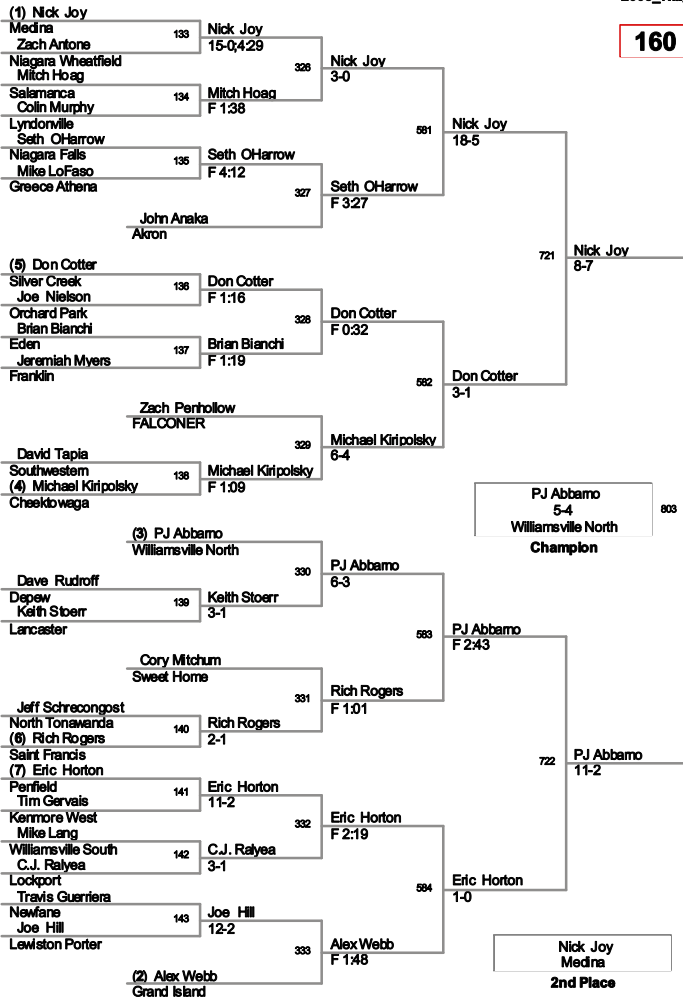 160
(1) Nick Joy
Medina
133
Nick Joy
Zach Antone
15-0;4:29
Niagara Wheatfield
326
Nick Joy
Mitch Hoag
3-0
Salamanca
134
Mitch Hoag
Colin Murphy
F 1:38
Lyndonville
581
Nick Joy
Seth OHarrow
18-5
Niagara Falls
135
Seth OHarrow
Mike LoFaso
F 4:12
Greece Athena
327
Seth OHarrow
F 3:27
John Anaka
Akron
721
Nick Joy
8-7
(5) Don Cotter
Silver Creek
136
Don Cotter
Joe Nielson
F 1:16
Orchard Park
328
Don Cotter
Brian Bianchi
F 0:32
Eden
137
Brian Bianchi
Jeremiah Myers
F 1:19
Franklin
582
Don Cotter
3-1
Zach Penhollow
FALCONER
329
Michael Kiripolsky
6-4
David Tapia
Southwestern
138
Michael Kiripolsky
(4) Michael Kiripolsky
F 1:09
Cheektowaga
PJ Abbarno
5-4
803
Williamsville North
Champion
(3) PJ Abbarno
Williamsville North
330
PJ Abbarno
6-3
Dave Rudroff
Depew
139
Keith Stoerr
Keith Stoerr
3-1
Lancaster
583
PJ Abbarno
F 2:43
Cory Mitchum
Sweet Home
331
Rich Rogers
F 1:01
Jeff Schrecongost
North Tonawanda
140
Rich Rogers
(6) Rich Rogers
2-1
Saint Francis
722
PJ Abbarno
11-2
(7) Eric Horton
Penfield
141
Eric Horton
Tim Gervais
11-2
Kenmore West
332
Eric Horton
Mike Lang
F 2:19
Williamsville South
142
C.J. Ralyea
C.J. Ralyea
3-1
Lockport
584
Eric Horton
1-0
Travis Guerriera
Newfane
143
Joe Hill
Joe Hill
12-2
Lewiston Porter
333
Alex Webb
F 1:48
(2) Alex Webb
Grand Island
Nick Joy
Medina
2nd Place